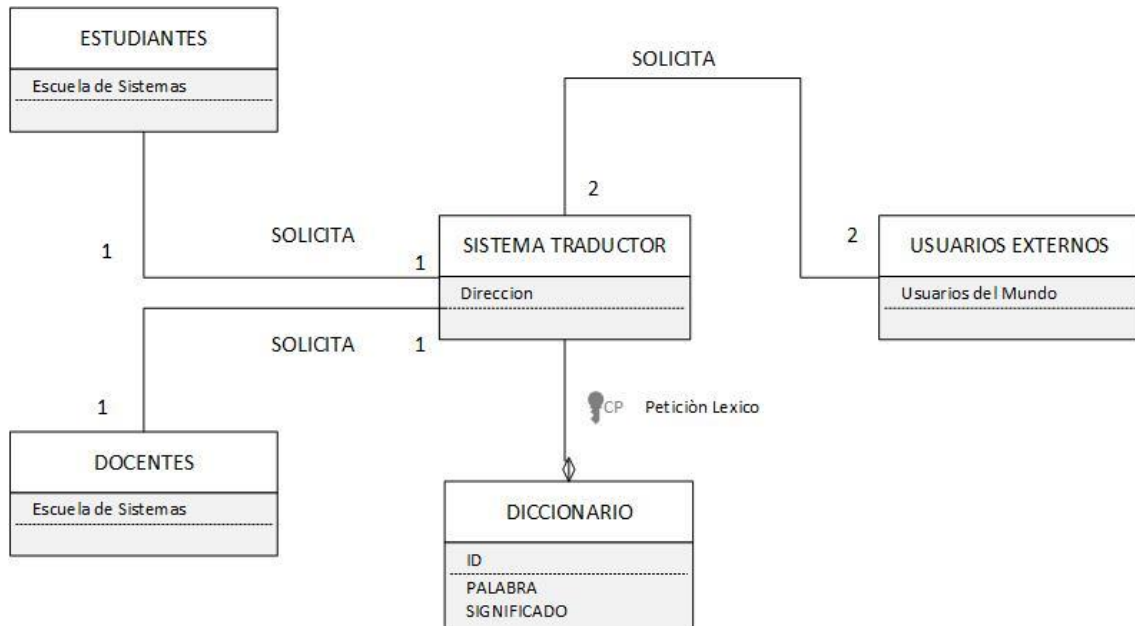 ESTUDIANTES
Escuela de Sistemas
SOLICITA
2
1
SOLICITA
1
SISTEMA TRADUCTOR
Direccion
2
USUARIOS EXTERNOS
Usuarios del Mundo
SOLICITA
1
1
CP Peticiòn Lexico
DOCENTES
Escuela de Sistemas
DICCIONARIO
ID
PALABRA
SIGNIFICADO